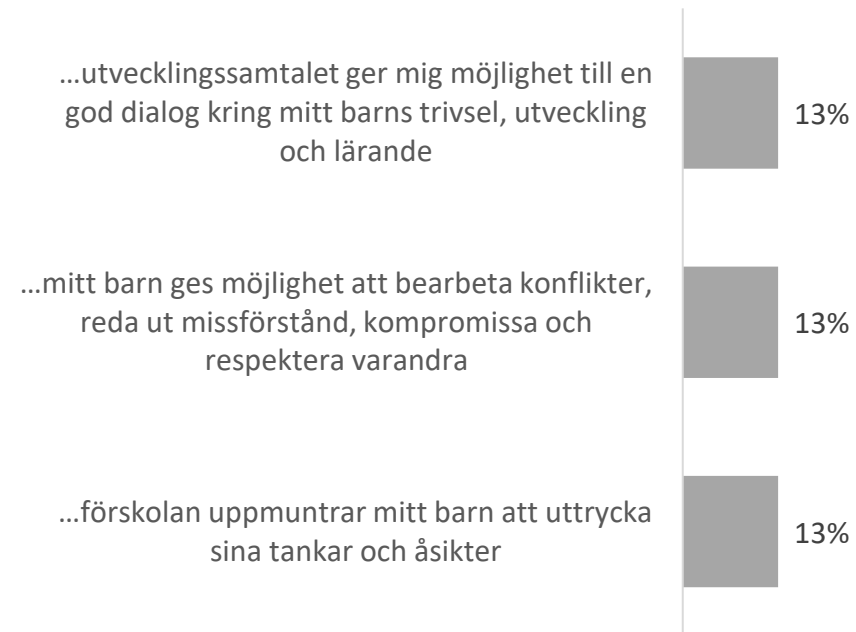 …utvecklingssamtalet ger mig möjlighet till en
god dialog kring mitt barns trivsel, utveckling
och lärande
13%
…mitt barn ges möjlighet att bearbeta konflikter,
reda ut missförstånd, kompromissa och
respektera varandra
13%
…förskolan uppmuntrar mitt barn att uttrycka
sina tankar och åsikter
13%